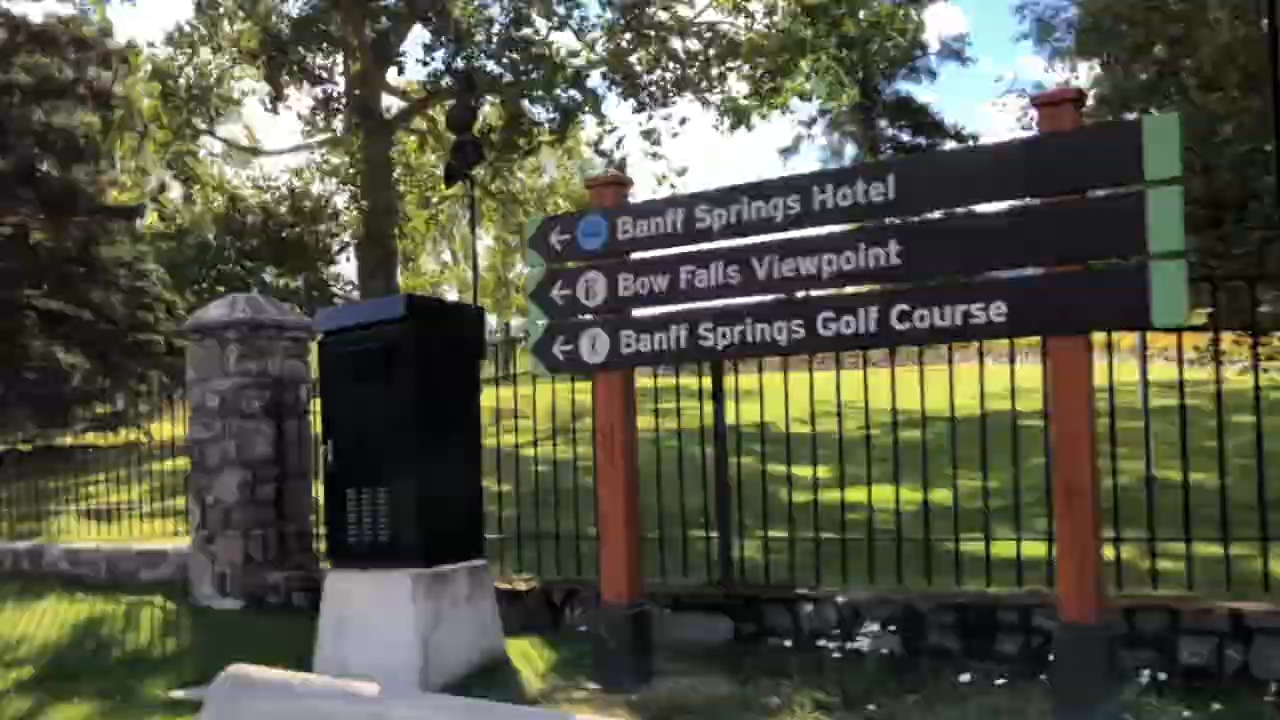 ← Banff Springs Hotel
← Bow Falls Viewpoint
← Banff Springs Golf Course